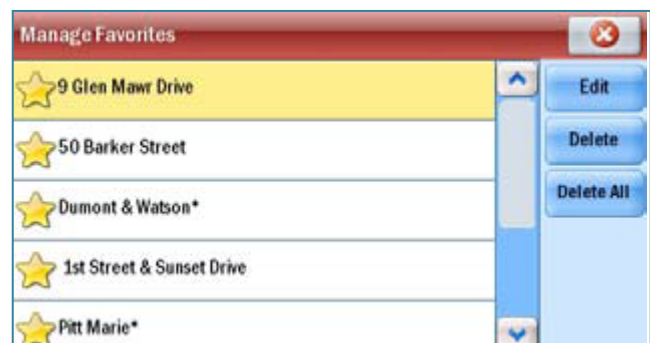 Manage Favorites
9 Glen Mawr Drive
Edit
50 Barker Street
Delete
Dumont & Watson*
Delete All
1st Street & Sunset Drive
Pitt Marie*